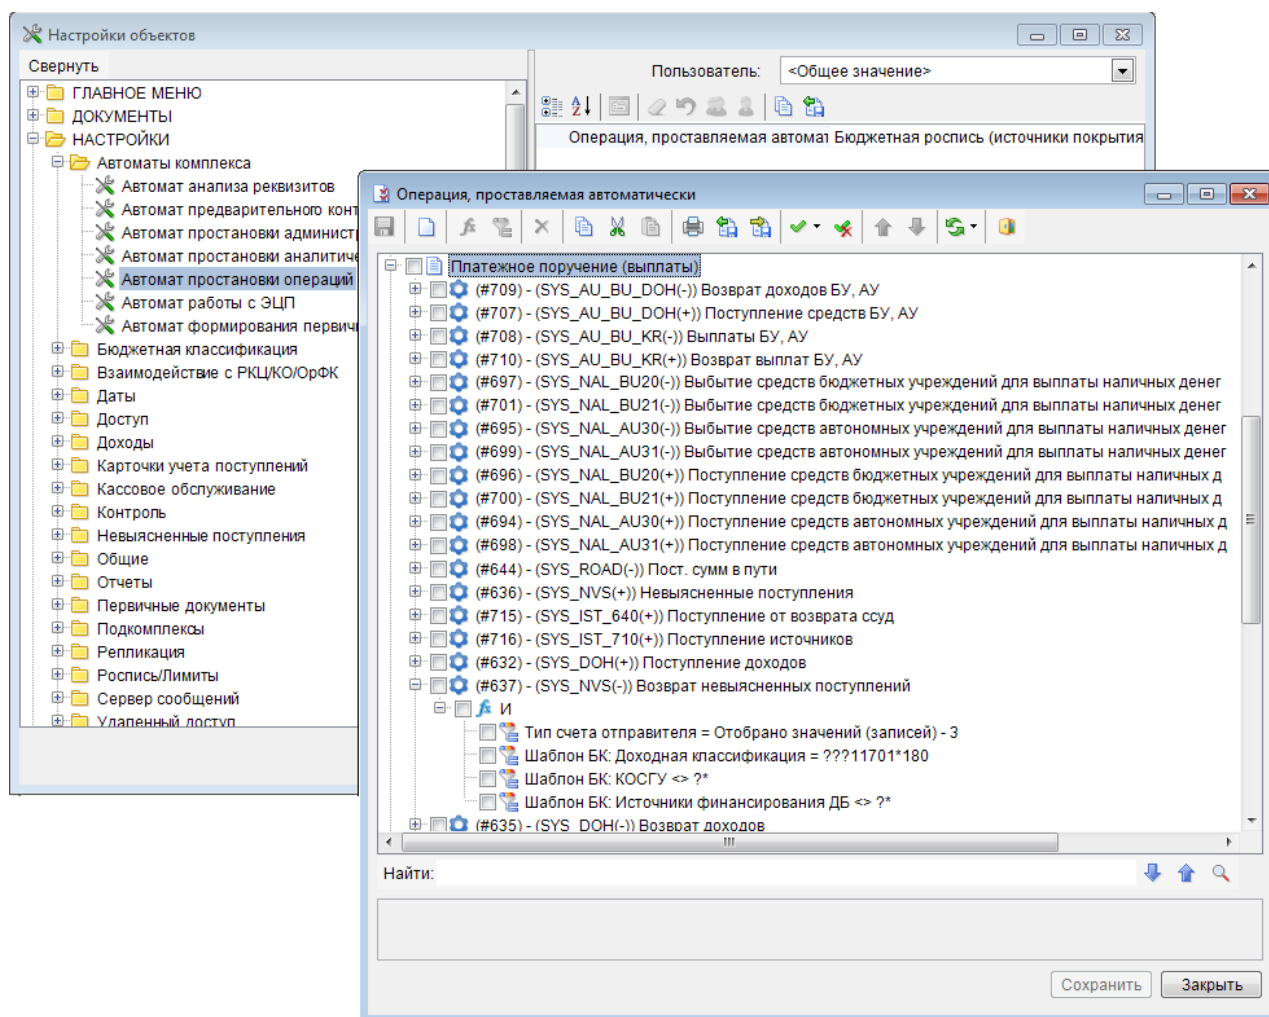 Настройки объектов
Свернуть
Пользователь: <Общее значение>
ГЛАВНОЕ МЕНЮ
ДОКУМЕНТЫ
НАСТРОЙКИ
Операция, проставляемая автомат Бюджетная роспись (источники покрытия
Автоматы комплекса
Автомат анализа реквизитов
Автомат предварительного конт
Автомат простановки администр
Автомат простановки аналитиче
Автомат простановки операций
Автомат работы с ЭЦП
Автомат формирования первич
Бюджетная классификация
Взаимодействие с РКЦ/КО/ОрФК
Даты
Доступ
Доходы
Карточки учета поступлений
Кассовое обслуживание
Контроль
Невыясненные поступления
Общие
Отчеты
Первичные документы
Подкомплексы
Репликация
Роспись/Лимиты
Сервер сообщений
Удаленный доступ
Операция, проставляемая автоматически
Платежное поручение (выплаты)
(#709) - (SYS_AU_BU_DOH(-)) Возврат доходов БУ, АУ
(#707) - (SYS_AU_BU_DOH(+)) Поступление средств БУ, АУ
(#708) - (SYS_AU_BU_KR(-)) Выплаты БУ, АУ
(#710) - (SYS_AU_BU_KR(+)) Возврат выплат БУ, АУ
(#697) - (SYS_NAL_BU20(-)) Выбытие средств бюджетных учреждений для выплаты наличных денег
(#701) - (SYS_NAL_BU21(-)) Выбытие средств бюджетных учреждений для выплаты наличных денег
(#695) - (SYS_NAL_AU30(-)) Выбытие средств автономных учреждений для выплаты наличных денег
(#699) - (SYS_NAL_AU31(-)) Выбытие средств автономных учреждений для выплаты наличных денег
(#696) - (SYS_NAL_BU20(+)) Поступление средств бюджетных учреждений для выплаты наличных д
(#700) - (SYS_NAL_BU21(+)) Поступление средств бюджетных учреждений для выплаты наличных д
(#694) - (SYS_NAL_AU30(+)) Поступление средств автономных учреждений для выплаты наличных д
(#698) - (SYS_NAL_AU31(+)) Поступление средств автономных учреждений для выплаты наличных д
(#644) - (SYS_ROAD(-)) Пост. сумм в пути
(#636) - (SYS_NVS(+)) Невыясненные поступления
(#715) - (SYS_IST_640(+)) Поступление от возврата ссуд
(#716) - (SYS_IST_710(+)) Поступление источников
(#632) - (SYS_DOH(+)) Поступление доходов
(#637) - (SYS_NVS(-)) Возврат невыясненных поступлений
И
Тип счета отправителя = Отобрано значений (записей) - 3
Шаблон БК: Доходная классификация = ???11701*180
Шаблон БК: КОСГУ <> ?*
Шаблон БК: Источники финансирования ДБ <> ?*
(#635) - (SYS_DOH(-)) Возврат доходов
Найти:
Сохранить Закрыть